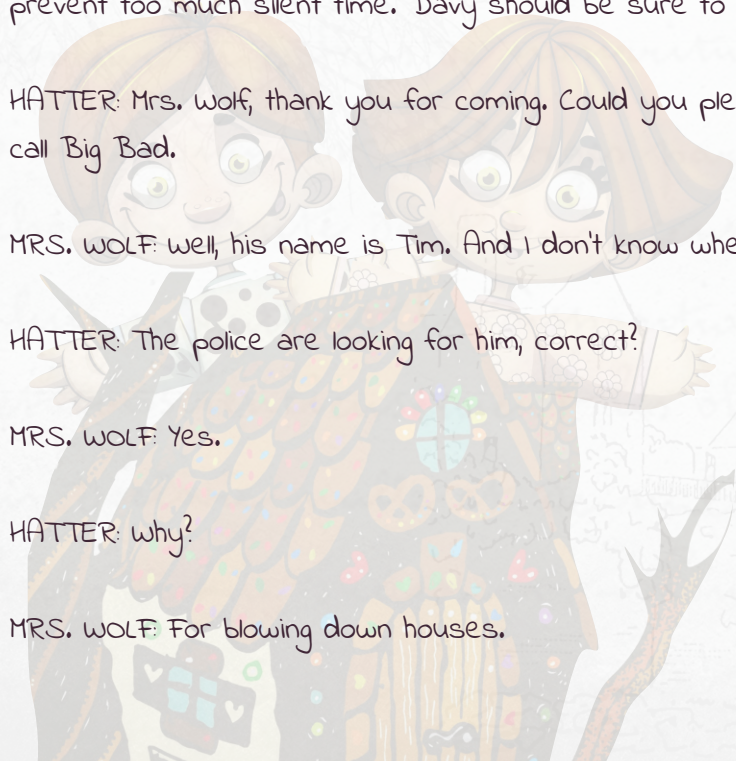 prevent too much silent time. Davy should be sure to
HATTER: Mrs. Wolf, thank you for coming. Could you ple
call Big Bad.
MRS. WOLF: Well, his name is Tim. And I don't know whe
HATTER: The police are looking for him, correct?
MRS. WOLF: Yes.
HATTER: Why?
MRS. WOLF: For blowing down houses.